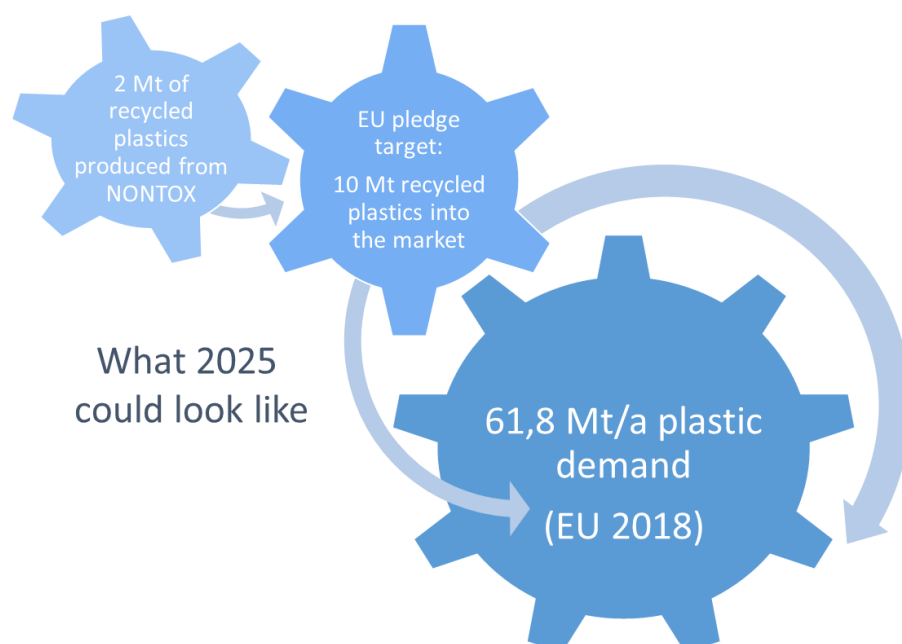 2 Mt of
recycled
plastics
produced from
NONTOX
EU pledge
target:
10 Mt recycled
plastics into
the market
What 2025
could look like
61,8 Mt/a plastic
demand
(EU 2018)